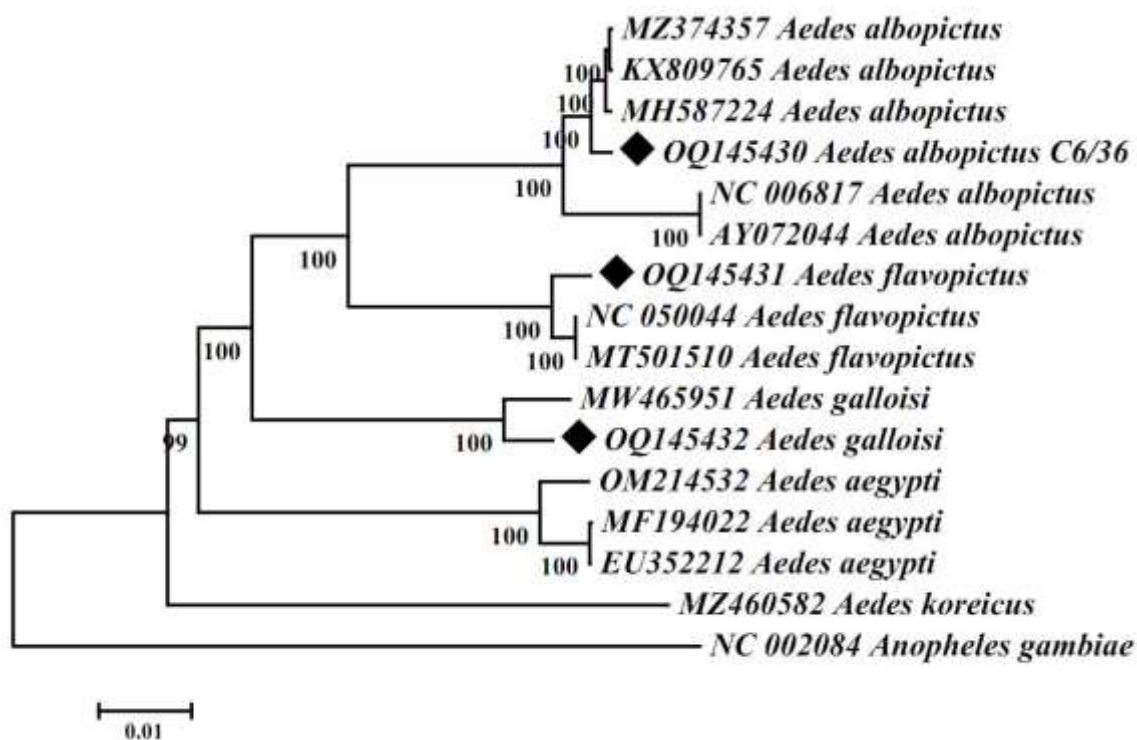 MZ374357 Aedes albopictus
100 KX809765 Aedes albopictus
100 MH587224 Aedes albopictus
100 OQ145430 Aedes albopictus C6/36
100 NC 006817 Aedes albopictus
100 AY072044 Aedes albopictus
100 OQ145431 Aedes flavopictus
100 NC 050044 Aedes flavopictus
100 100 MT501510 Aedes flavopictus
MW465951 Aedes galloisi
99 100 OQ145432 Aedes galloisi
OM214532 Aedes aegypti
100 MF194022 Aedes aegypti
100 EU352212 Aedes aegypti
MZ460582 Aedes koreicus
NC 002084 Anopheles gambiae
0.01